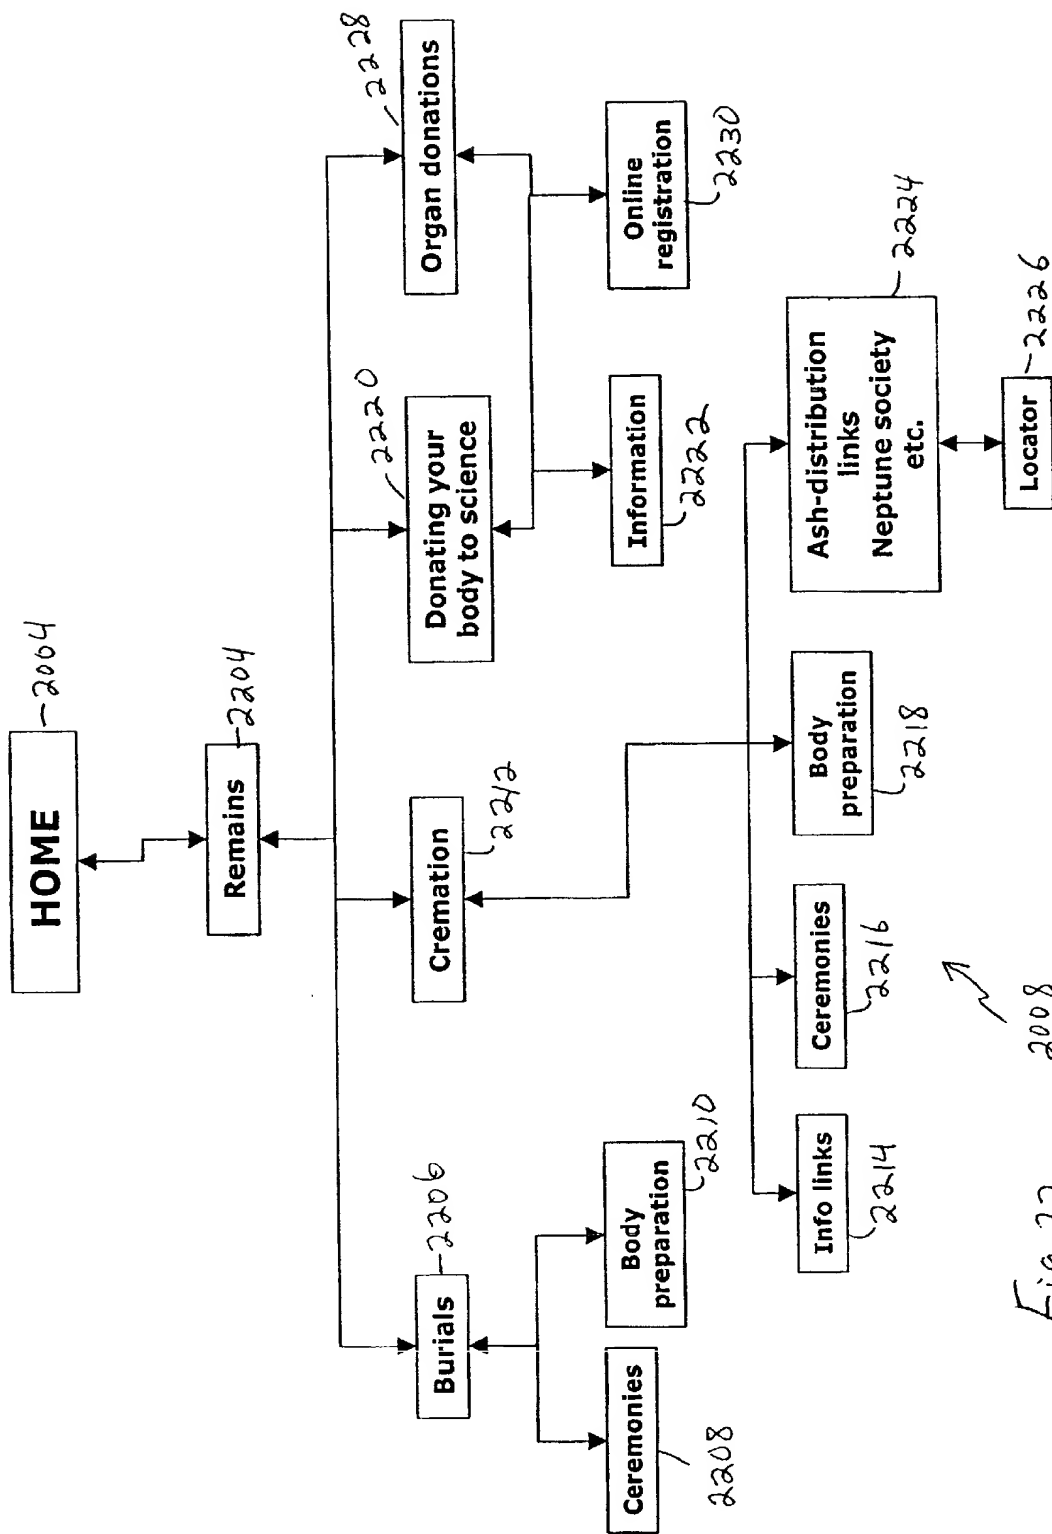 HOME
2004
Remains
2204
Burials
2206
Cremation
2212
Donating your
body to science
2220
Organ donations
2228
Ceremonies
2208
Body
preparation
2210
Information
2222
Online
registration
2230
Info links
2214
Ceremonies
2216
Body
preparation
2218
Ash-distribution
links
Neptune society
etc.
2224
Locator
2226
Fig. 22
2008